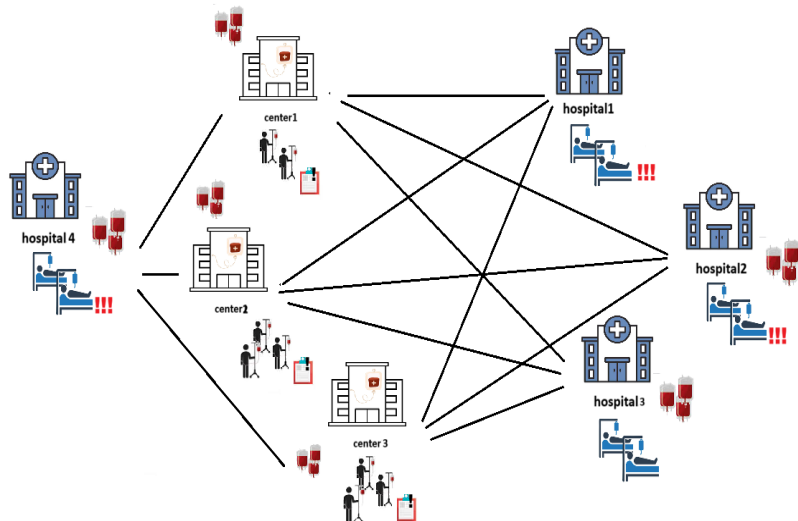 center1
hospital1
hospital 4
!!!
center2
!!!
hospital2
!!!
hospital3
center 3